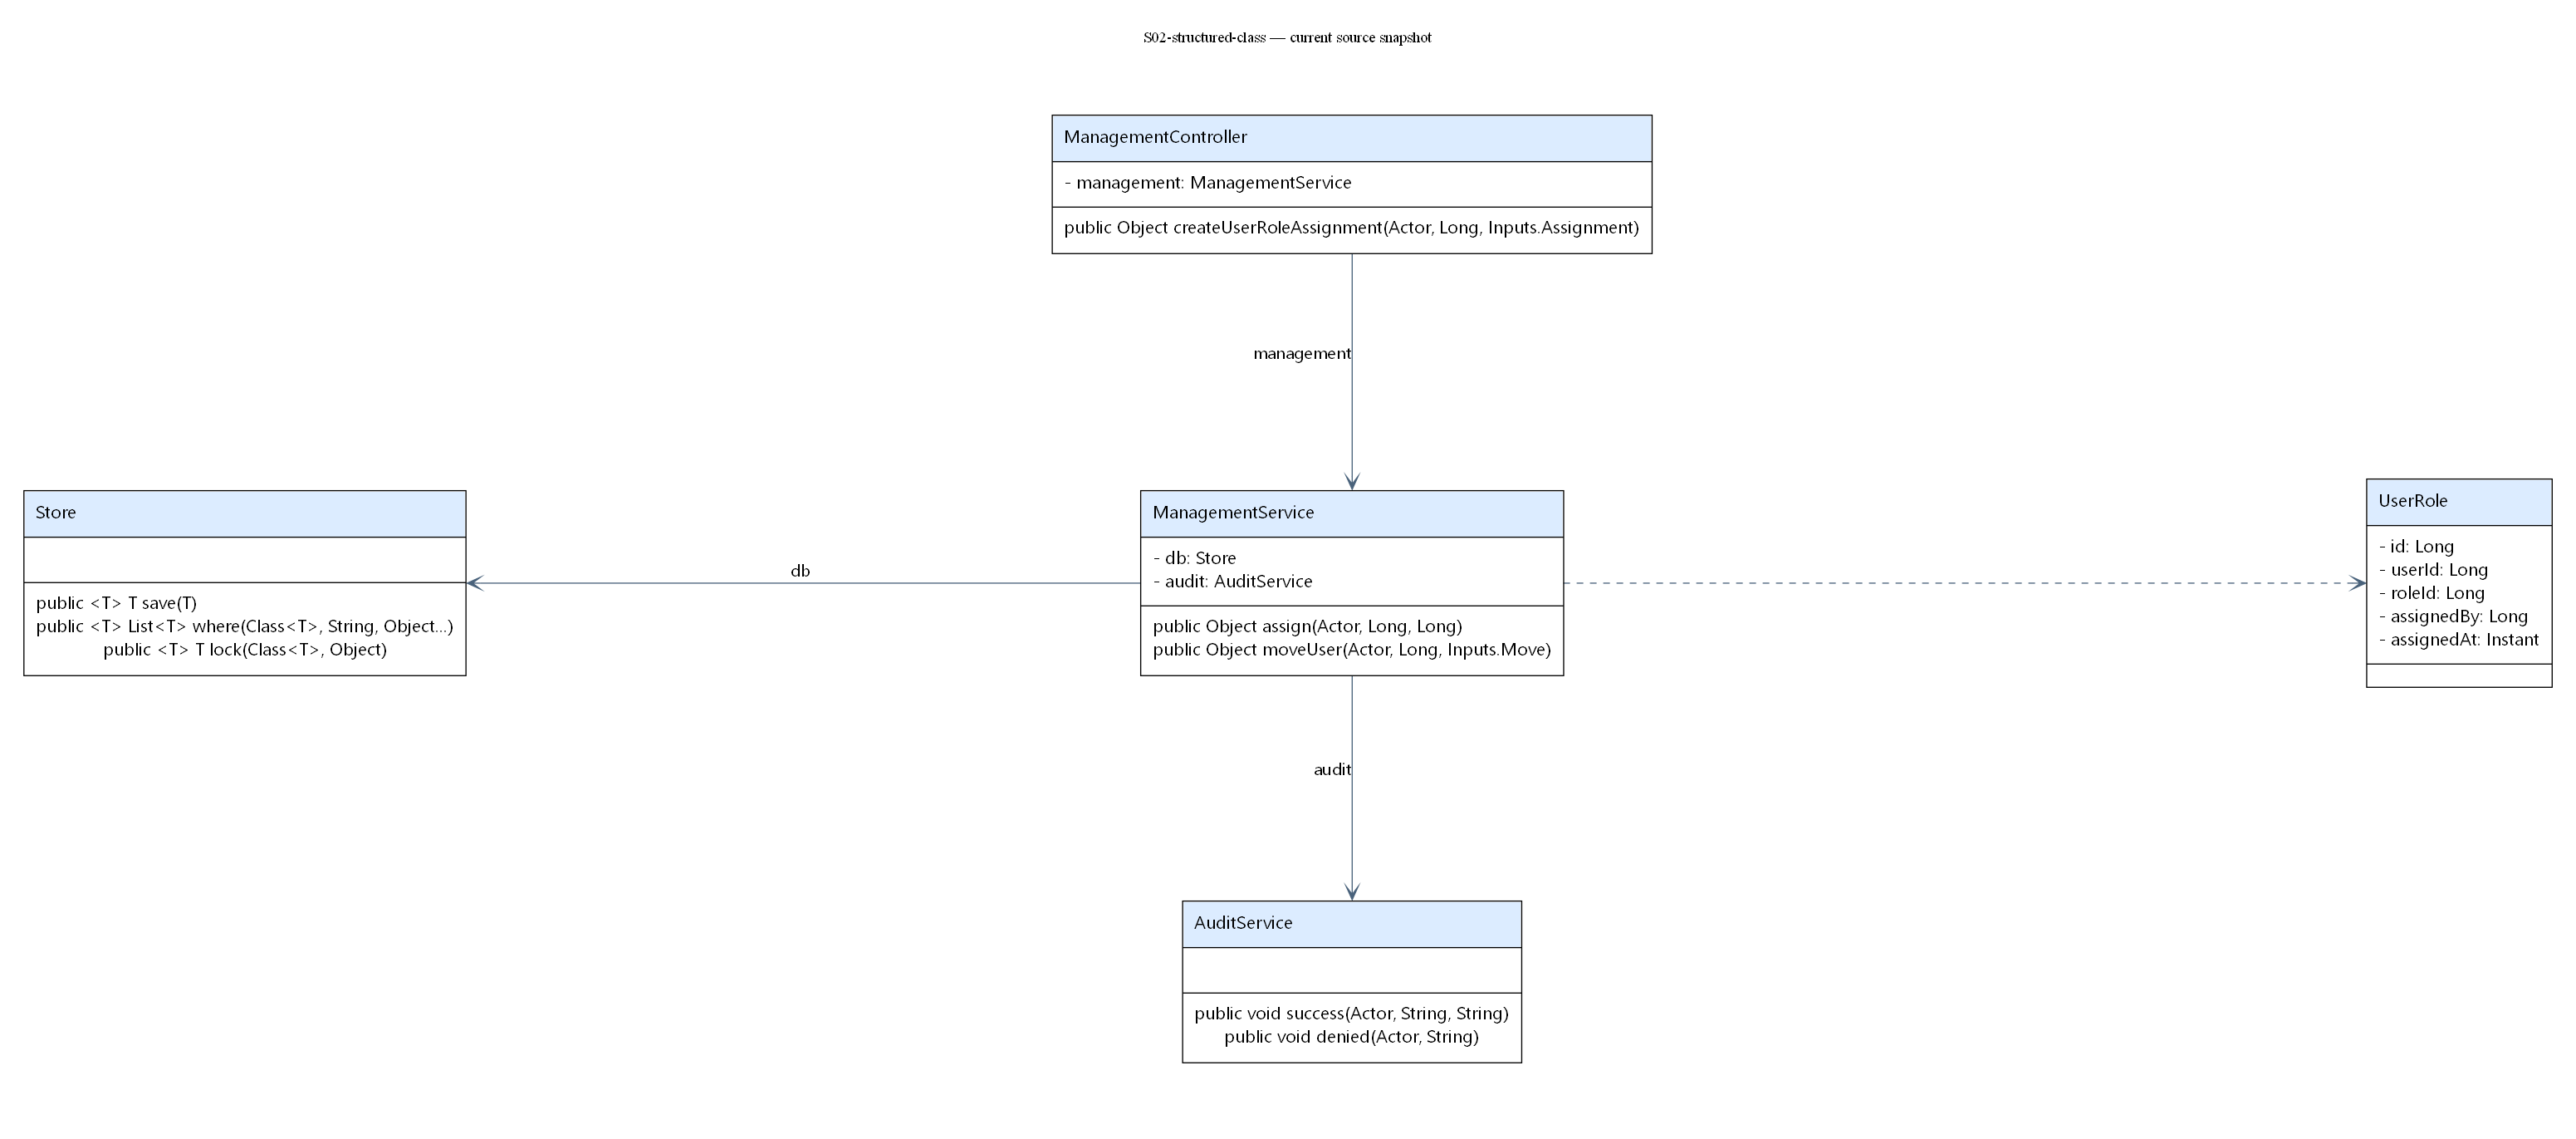 S02-structured-class — current source snapshot
ManagementController
- management: ManagementService
public Object createUserRoleAssignment(Actor, Long, Inputs.Assignment)
management
Store
public <T> T save(T)
public <T> List<T> where(Class<T>, String, Object...)
public <T> T lock(Class<T>, Object)
db
ManagementService
- db: Store
- audit: AuditService
public Object assign(Actor, Long, Long)
public Object moveUser(Actor, Long, Inputs.Move)
UserRole
- id: Long
- userId: Long
- roleId: Long
- assignedBy: Long
- assignedAt: Instant
audit
AuditService
public void success(Actor, String, String)
public void denied(Actor, String)